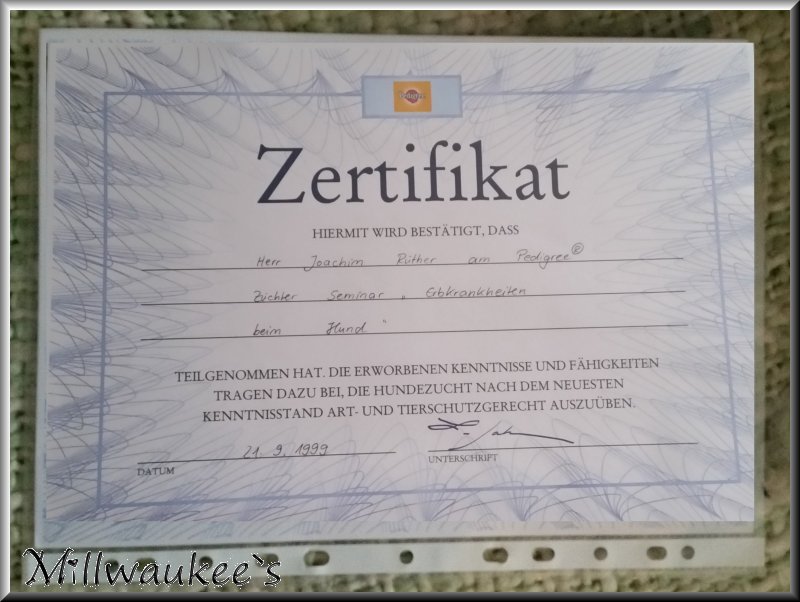 Pedigree
Zertifikat
HIERMIT WIRD BESTÄTIGT, DASS
Herr Joachim Rüther am Pedigree®
Züchter Seminar „Erbkrankheiten
beim Hund"
TEILGENOMMEN HAT. DIE ERWORBENEN KENNTNISSE UND FÄHIGKEITEN
TRAGEN DAZU BEI, DIE HUNDEZUCHT NACH DEM NEUESTEN
KENNTNISSTAND ART- UND TIERSCHUTZGERECHT AUSZUÜBEN.
21.9.1999
DATUM
UNTERSCHRIFT
Millwaukee`s